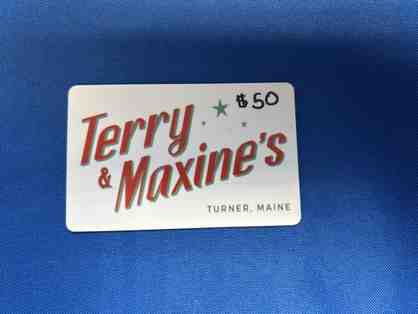 $50
Terry
& Maxine's
TURNER, MAINE